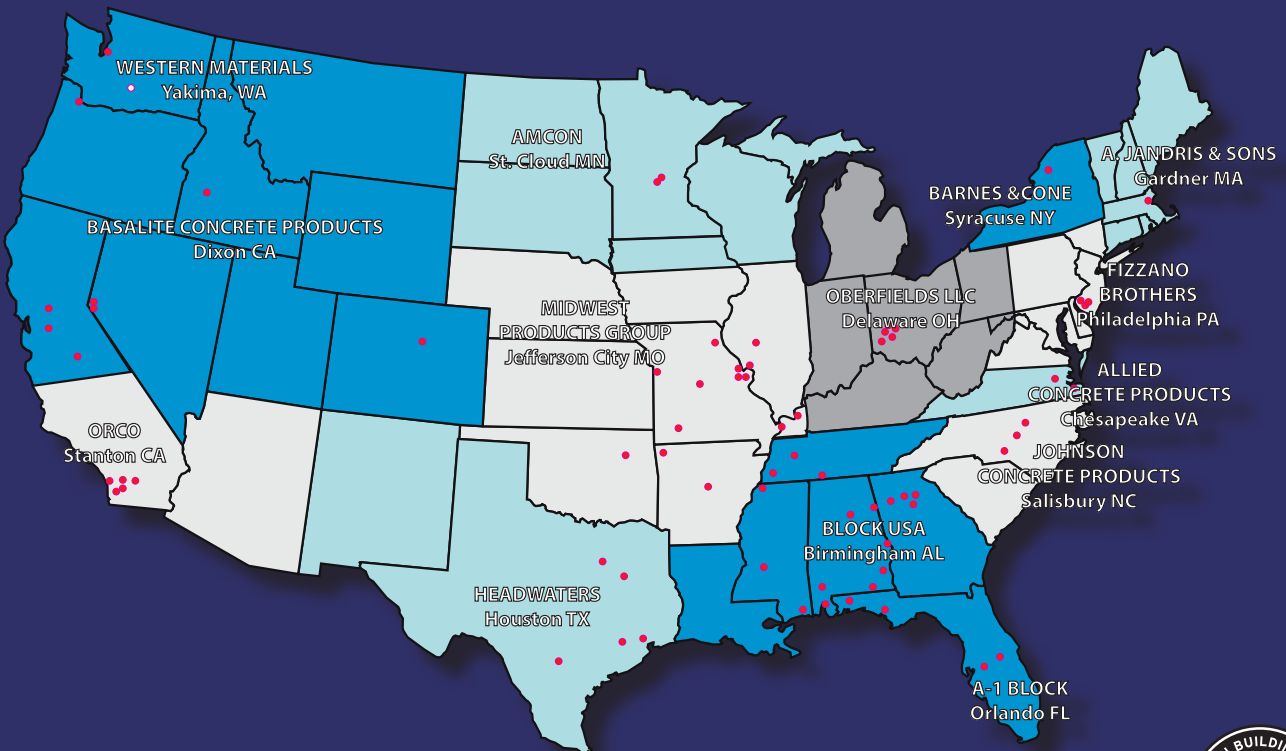 WESTERN MATERIALS
Yakima, WA
AMCON
St. Cloud MN
A. JANDRIS & SONS
Gardner MA
BARNES &CONE
Syracuse NY
BASALITE CONCRETE PRODUCTS
Dixon CA
FIZZANO
BROTHERS
Philadelphia PA
OBERFIELDS LLC
Delaware OH
MIDWEST
PRODUCTS GROUP
Jefferson City MO
ALLIED
CONCRETE PRODUCTS
Chesapeake VA
ORCO
Stanton CA
JOHNSON
CONCRETE PRODUCTS
Salisbury NC
BLOCK USA
Birmingham AL
HEADWATERS
Houston TX
A-1 BLOCK
Orlando FL